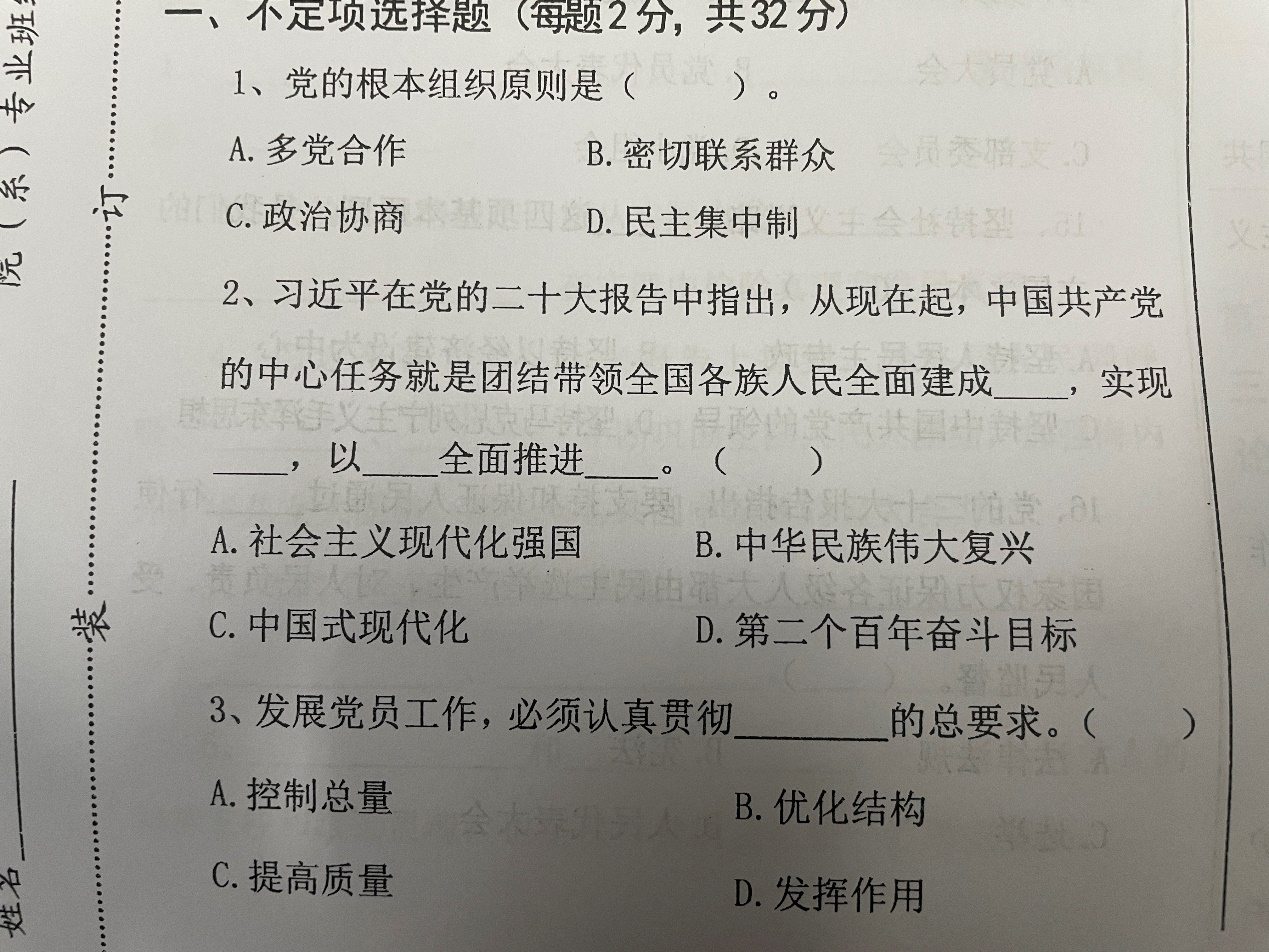 一、不定项选择题（每题2分，共32分）
1、党的根本组织原则是（　　）。
A. 多党合作　　B. 密切联系群众
C. 政治协商　　D. 民主集中制
2、习近平在党的二十大报告中指出，从现在起，中国共产党
的中心任务就是团结带领全国各族人民全面建成____，实现
____，以____全面推进____。（　　）
A. 社会主义现代化强国　　B. 中华民族伟大复兴
C. 中国式现代化　　D. 第二个百年奋斗目标
3、发展党员工作，必须认真贯彻________的总要求。（　　）
A. 控制总量　　B. 优化结构
C. 提高质量　　D. 发挥作用
院（系）专业班
姓名
订
装